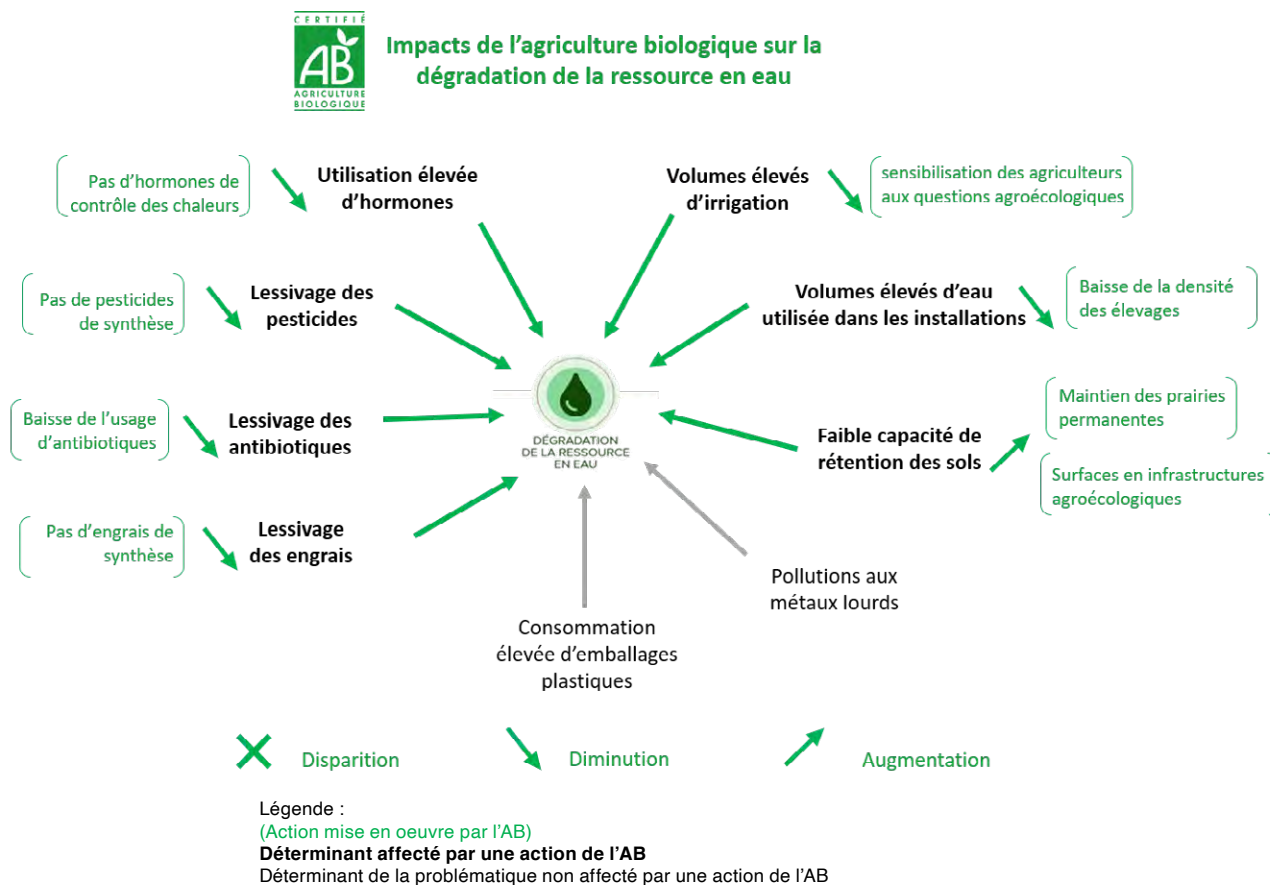 CERTIFIÉ
AB
AGRICULTURE
BIOLOGIQUE
Impacts de l'agriculture biologique sur la
dégradation de la ressource en eau
Pas d'hormones de
contrôle des chaleurs
Utilisation élevée
d'hormones
Volumes élevés
d'irrigation
sensibilisation des agriculteurs
aux questions agroécologiques
Pas de pesticides
de synthèse
Lessivage des
pesticides
Volumes élevés d'eau
utilisée dans les installations
Baisse de la densité
des élevages
Baisse de l'usage
d'antibiotiques
Lessivage des
antibiotiques
DÉGRADATION
DE LA RESSOURCE
EN EAU
Faible capacité de
rétention des sols
Maintien des prairies
permanentes
Surfaces en infrastructures
agroécologiques
Pas d'engrais de
synthèse
Lessivage
des engrais
Pollutions aux
métaux lourds
Consommation
élevée d'emballages
plastiques
Disparition
Diminution
Augmentation
Légende :
(Action mise en oeuvre par l'AB)
Déterminant affecté par une action de l'AB
Déterminant de la problématique non affecté par une action de l'AB